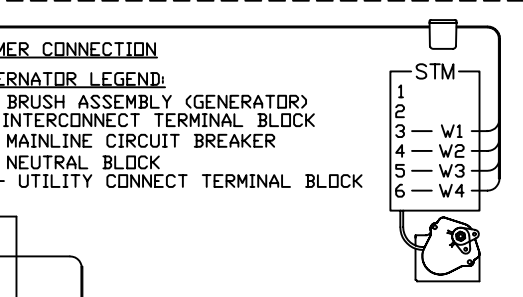 MER CONNECTION
ERNATOR LEGEND:
BRUSH ASSEMBLY (GENERATOR)
INTERCONNECT TERMINAL BLOCK
MAINLINE CIRCUIT BREAKER
NEUTRAL BLOCK
- UTILITY CONNECT TERMINAL BLOCK
STM
1
2
3 — W1
4 — W2
5 — W3
6 — W4